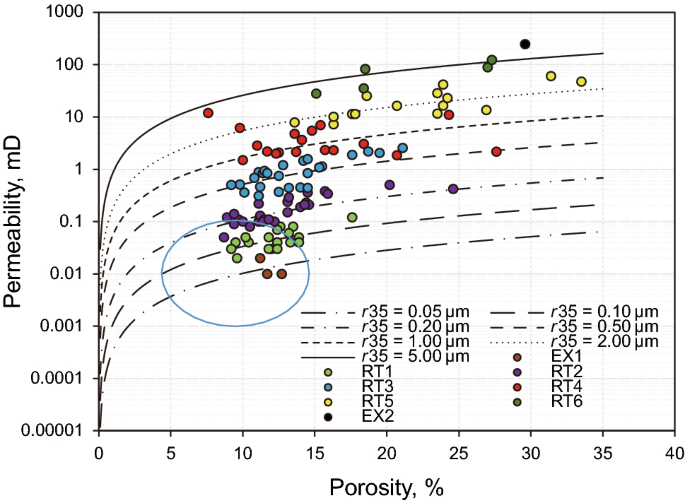 1000
100
10
1
0.1
0.01
0.001
0.0001
0.00001
Permeability, mD
0 5 10 15 20 25 30 35 40
Porosity, %
r35 = 0.05 µm r35 = 0.10 µm
r35 = 0.20 µm r35 = 0.50 µm
r35 = 1.00 µm r35 = 2.00 µm
r35 = 5.00 µm EX1
RT1 RT2
RT3 RT4
RT5 RT6
EX2